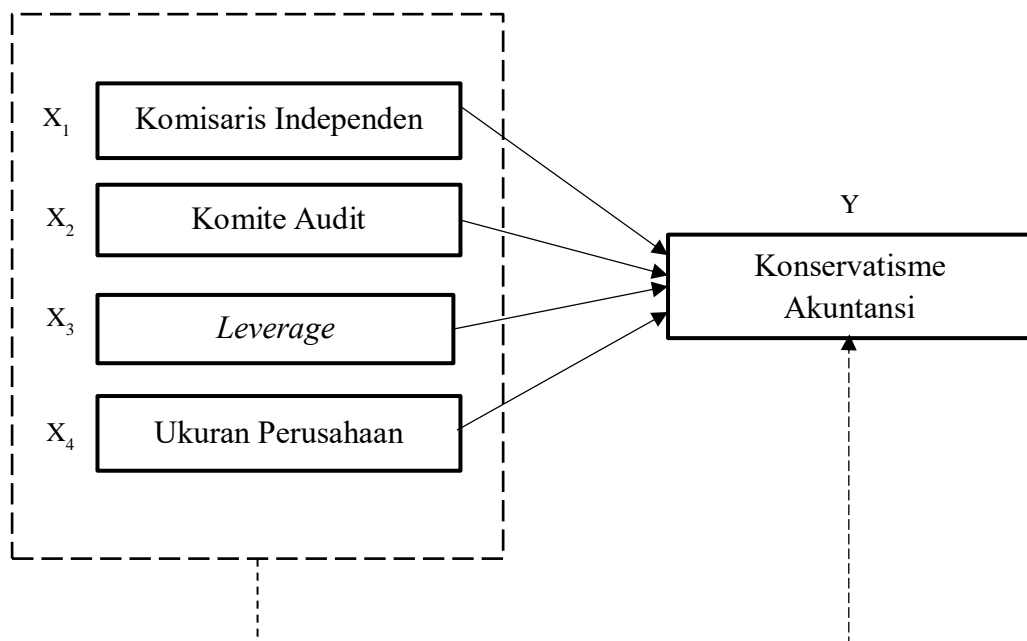 X₁
Komisaris Independen
X₂
Komite Audit
X₃
Leverage
X₄
Ukuran Perusahaan
Y
Konservatisme
Akuntansi